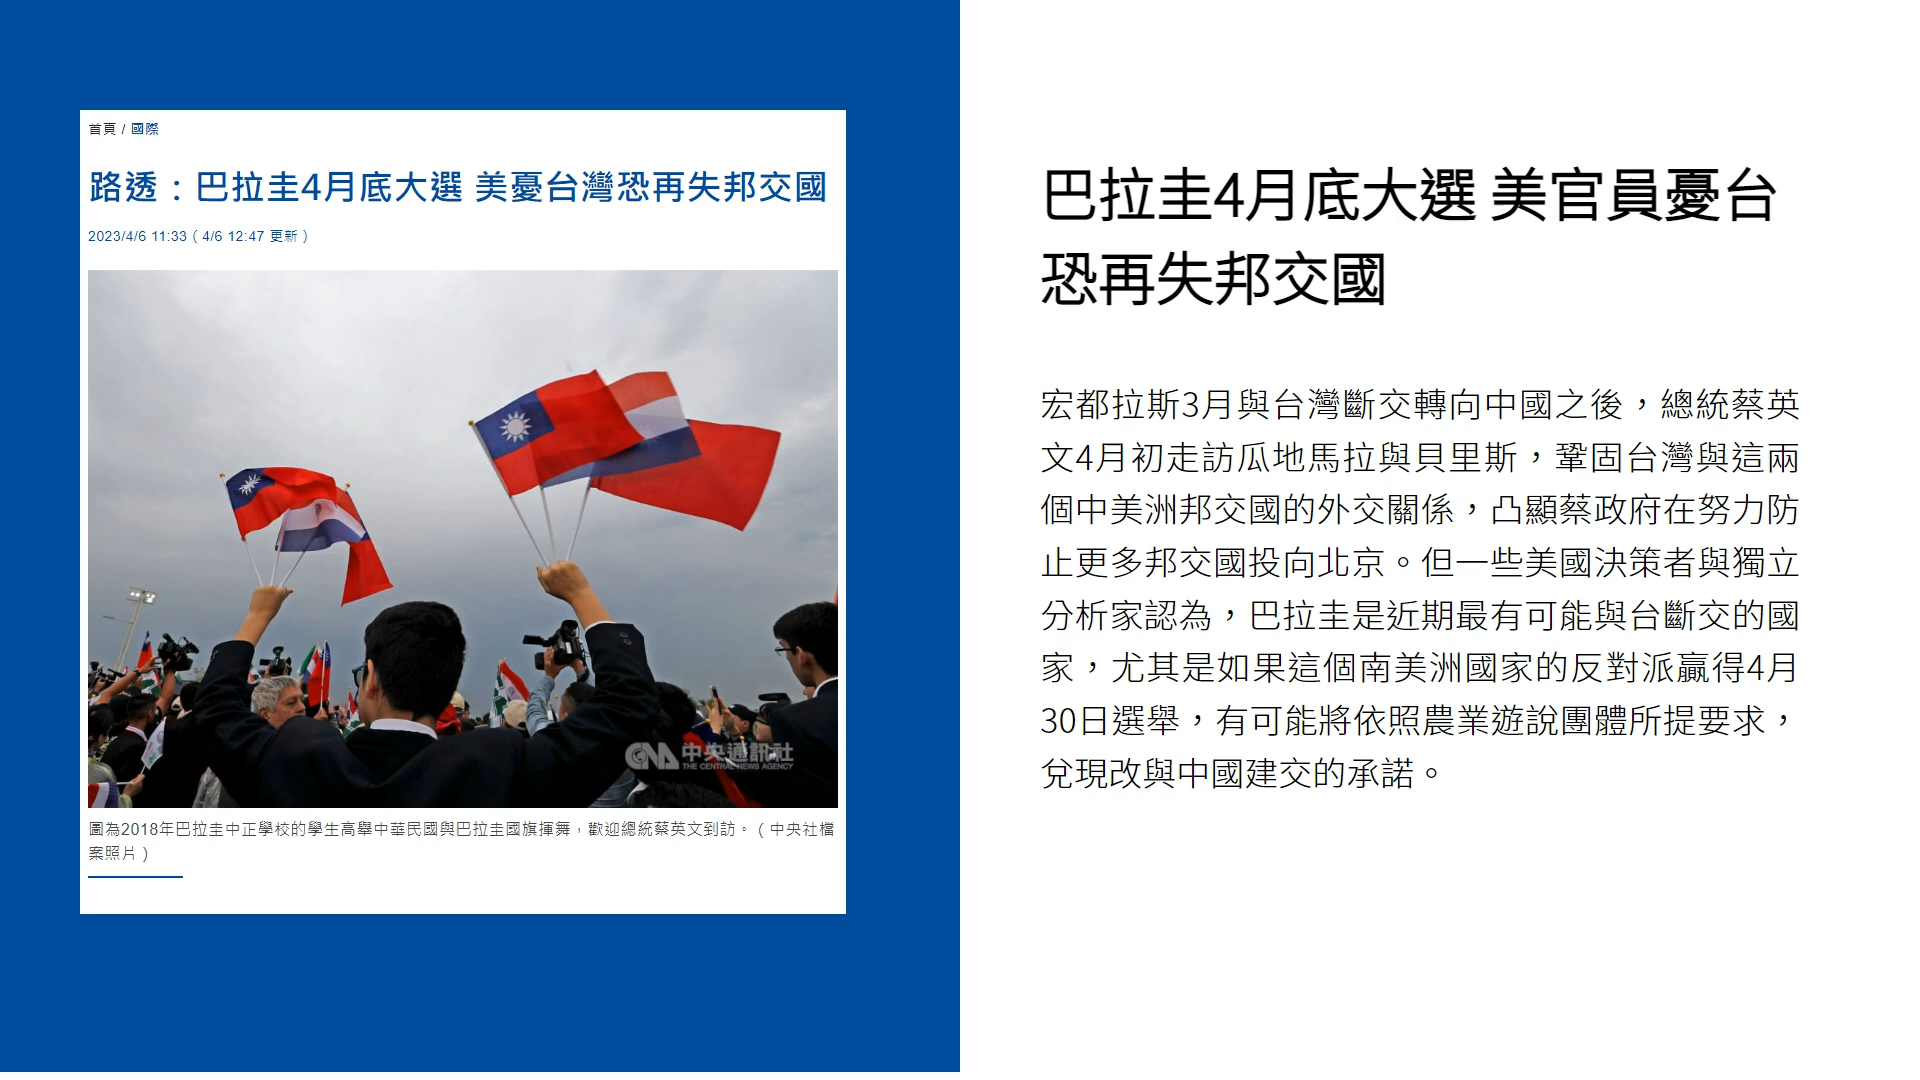 首頁 / 國際
路透：巴拉圭4月底大選 美憂台灣恐再失邦交國
2023/4/6 11:33（4/6 12:47 更新）
CNA 中央通訊社
THE CENTRAL NEWS AGENCY
圖為2018年巴拉圭中正學校的學生高舉中華民國與巴拉圭國旗揮舞，歡迎總統蔡英文到訪。（中央社檔
案照片）
巴拉圭4月底大選 美官員憂台
恐再失邦交國
宏都拉斯3月與台灣斷交轉向中國之後，總統蔡英
文4月初走訪瓜地馬拉與貝里斯，鞏固台灣與這兩
個中美洲邦交國的外交關係，凸顯蔡政府在努力防
止更多邦交國投向北京。但一些美國決策者與獨立
分析家認為，巴拉圭是近期最有可能與台斷交的國
家，尤其是如果這個南美洲國家的反對派贏得4月
30日選舉，有可能將依照農業遊說團體所提要求，
兌現改與中國建交的承諾。